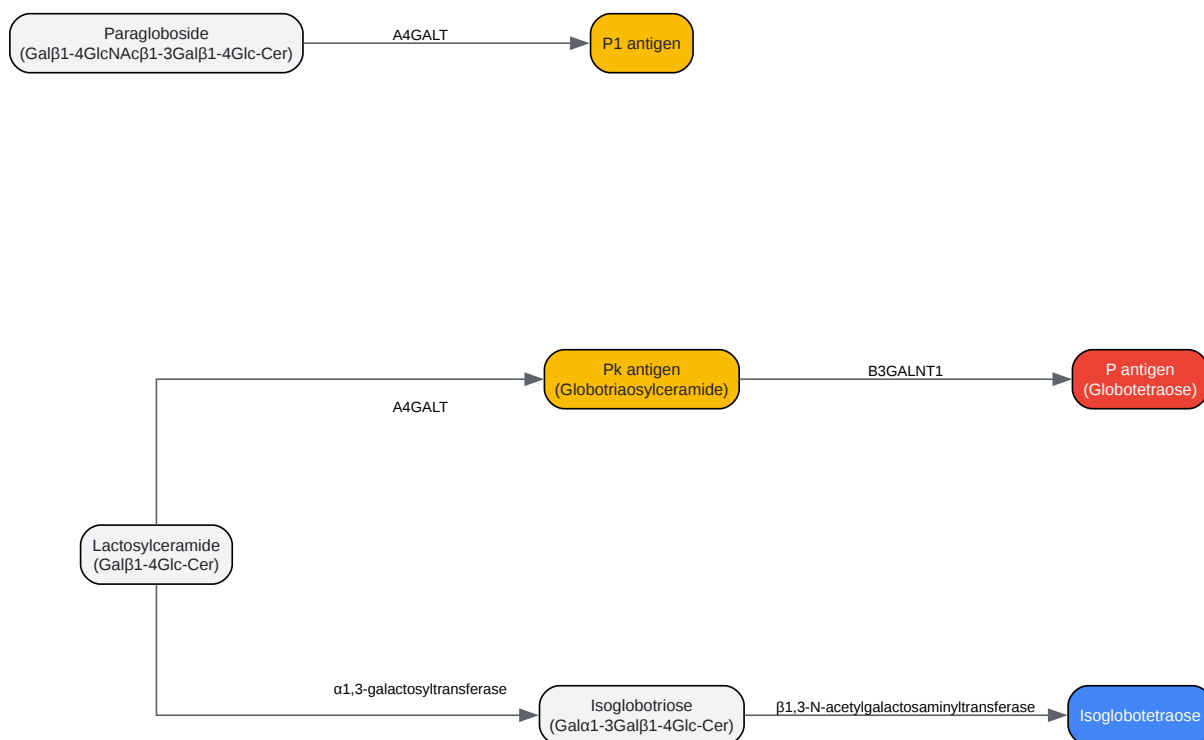 Paragloboside
(Galβ1-4GlcNAcβ1-3Galβ1-4Glc-Cer)
A4GALT
P1 antigen
Pk antigen
(Globotriaosylceramide)
B3GALNT1
P antigen
(Globotetraose)
A4GALT
Lactosylceramide
(Galβ1-4Glc-Cer)
α1,3-galactosyltransferase
Isoglobotriose
(Galα1-3Galβ1-4Glc-Cer)
β1,3-N-acetylgalactosaminyltransferase
Isoglobotetraose